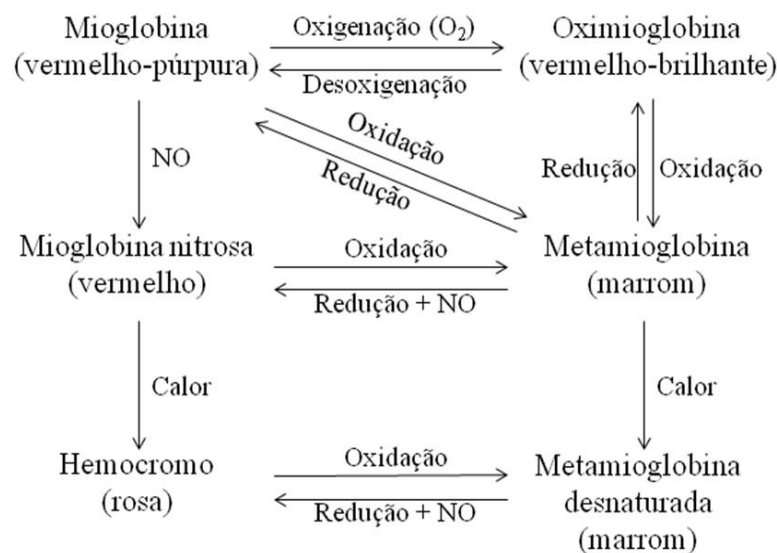 Mioglobina
(vermelho-púrpura)
Oxigenação (O₂)
Desoxigenação
Oximioglobina
(vermelho-brilhante)
NO
Oxidação
Redução
Redução
Oxidação
Mioglobina nitrosa
(vermelho)
Oxidação
Redução + NO
Metamioglobina
(marrom)
Calor
Calor
Hemocromo
(rosa)
Oxidação
Redução + NO
Metamioglobina
desnaturada
(marrom)